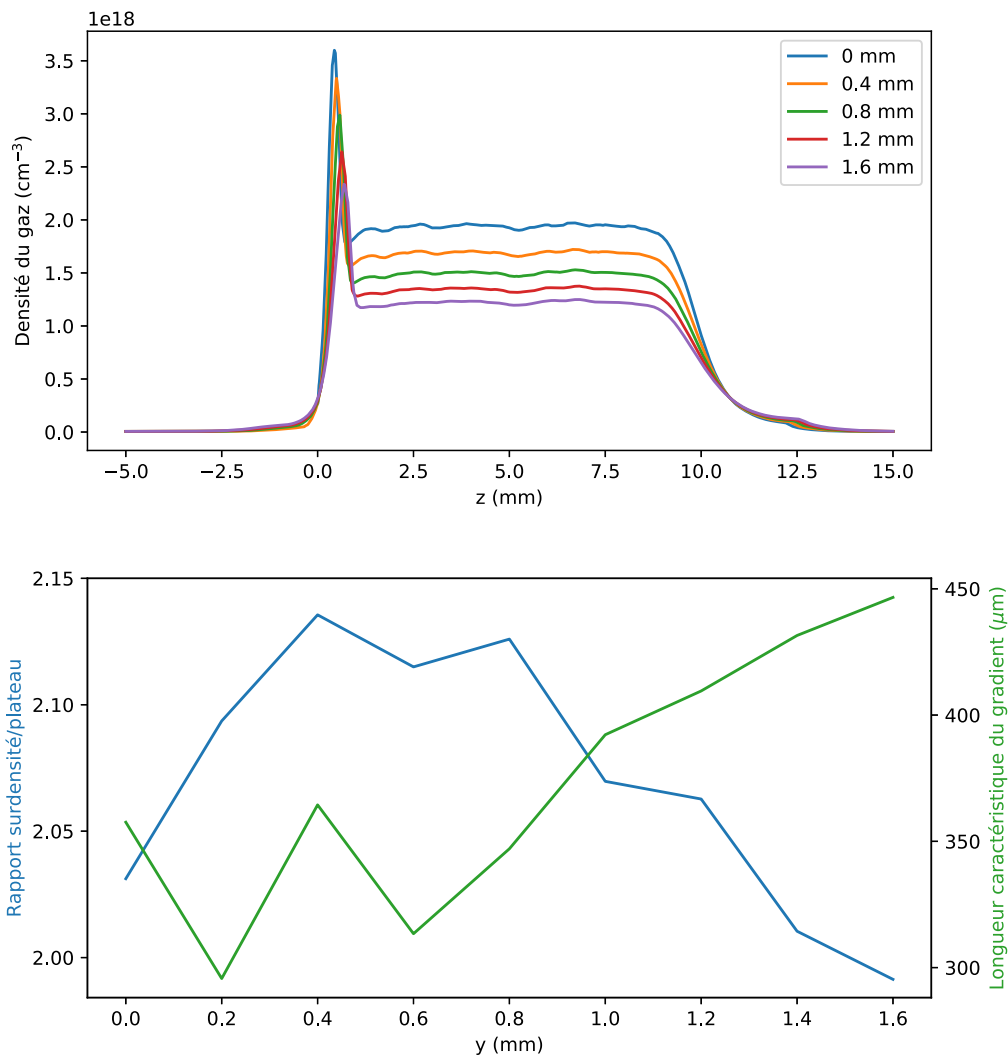 1e18
3.5
3.0
2.5
2.0
1.5
1.0
0.5
0.0
Densité du gaz (cm⁻³)
0 mm
0.4 mm
0.8 mm
1.2 mm
1.6 mm
−5.0 −2.5 0.0 2.5 5.0 7.5 10.0 12.5 15.0
z (mm)
2.15
2.10
2.05
2.00
Rapport surdensité/plateau
450
400
350
300
Longueur caractéristique du gradient (μm)
0.0 0.2 0.4 0.6 0.8 1.0 1.2 1.4 1.6
y (mm)